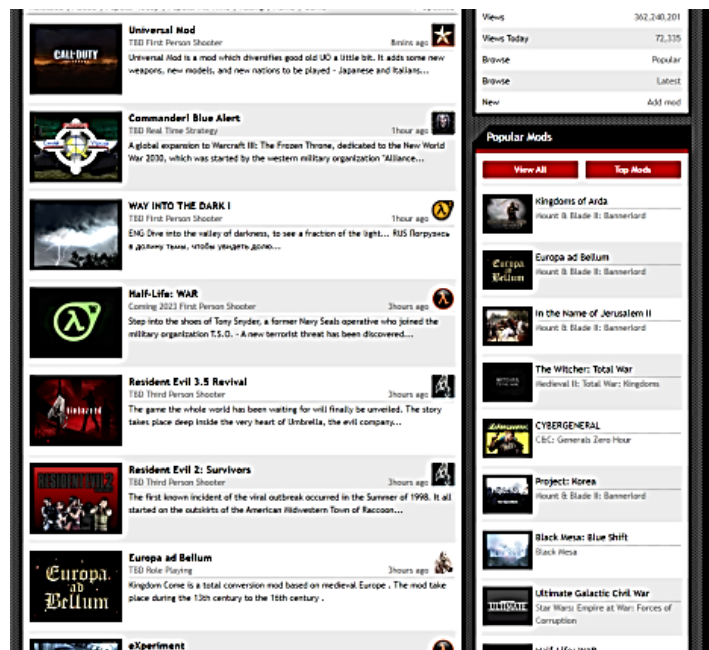 Universal Mod
TBD First Person Shooter
8mins ago
Universal Mod is a mod which diversifies good old UO a little bit. It adds some new
weapons, new models, and new nations to be played - Japanese and Italians...
CALL·DUTY
Commander! Blue Alert
TBD Real Time Strategy
1hour ago
A global expansion to Warcraft III: The Frozen Throne, dedicated to the New World
War 2030, which was started by the western military organization "Alliance...
WAY INTO THE DARK I
TBD First Person Shooter
1hour ago
ENG Dive into the valley of darkness, to see a fraction of the light... RUS Погрузись
в долину тьмы, чтобы увидеть долю...
Half-Life: WAR
Coming 2023 First Person Shooter
3hours ago
Step into the shoes of Tony Snyder, a former Navy Seals operative who joined the
military organization T.S.O. - A new terrorist threat has been discovered...
Resident Evil 3.5 Revival
TBD Third Person Shooter
3hours ago
The game the whole world has been waiting for will finally be unveiled. The story
takes place deep inside the very heart of Umbrella, the evil company...
biohazard
Resident Evil 2: Survivors
TBD Third Person Shooter
3hours ago
The first known incident of the viral outbreak occurred in the Summer of 1998. It all
started on the outskirts of the American Midwestern Town of Raccoon...
RESIDENT EVIL 2
Europa ad Bellum
TBD Role Playing
3hours ago
Kingdom Come is a total conversion mod based on medieval Europe . The mod take
place during the 13th century to the 16th century .
Europa
ad
Bellum
eXperiment
Views 362,240,201
Views Today 72,335
Browse Popular
Browse Latest
New Add mod
Popular Mods
View All
Top Mods
Kingdoms of Arda
Mount & Blade II: Bannerlord
Europa ad Bellum
Mount & Blade II: Bannerlord
Europa
ad
Bellum
In the Name of Jerusalem II
Mount & Blade II: Bannerlord
The Witcher: Total War
Medieval II: Total War: Kingdoms
CYBERGENERAL
C&C: Generals Zero Hour
Project: Korea
Mount & Blade II: Bannerlord
Black Mesa: Blue Shift
Black Mesa
Ultimate Galactic Civil War
Star Wars: Empire at War: Forces of
Corruption
ULTIMATE
Half-Life: WAR